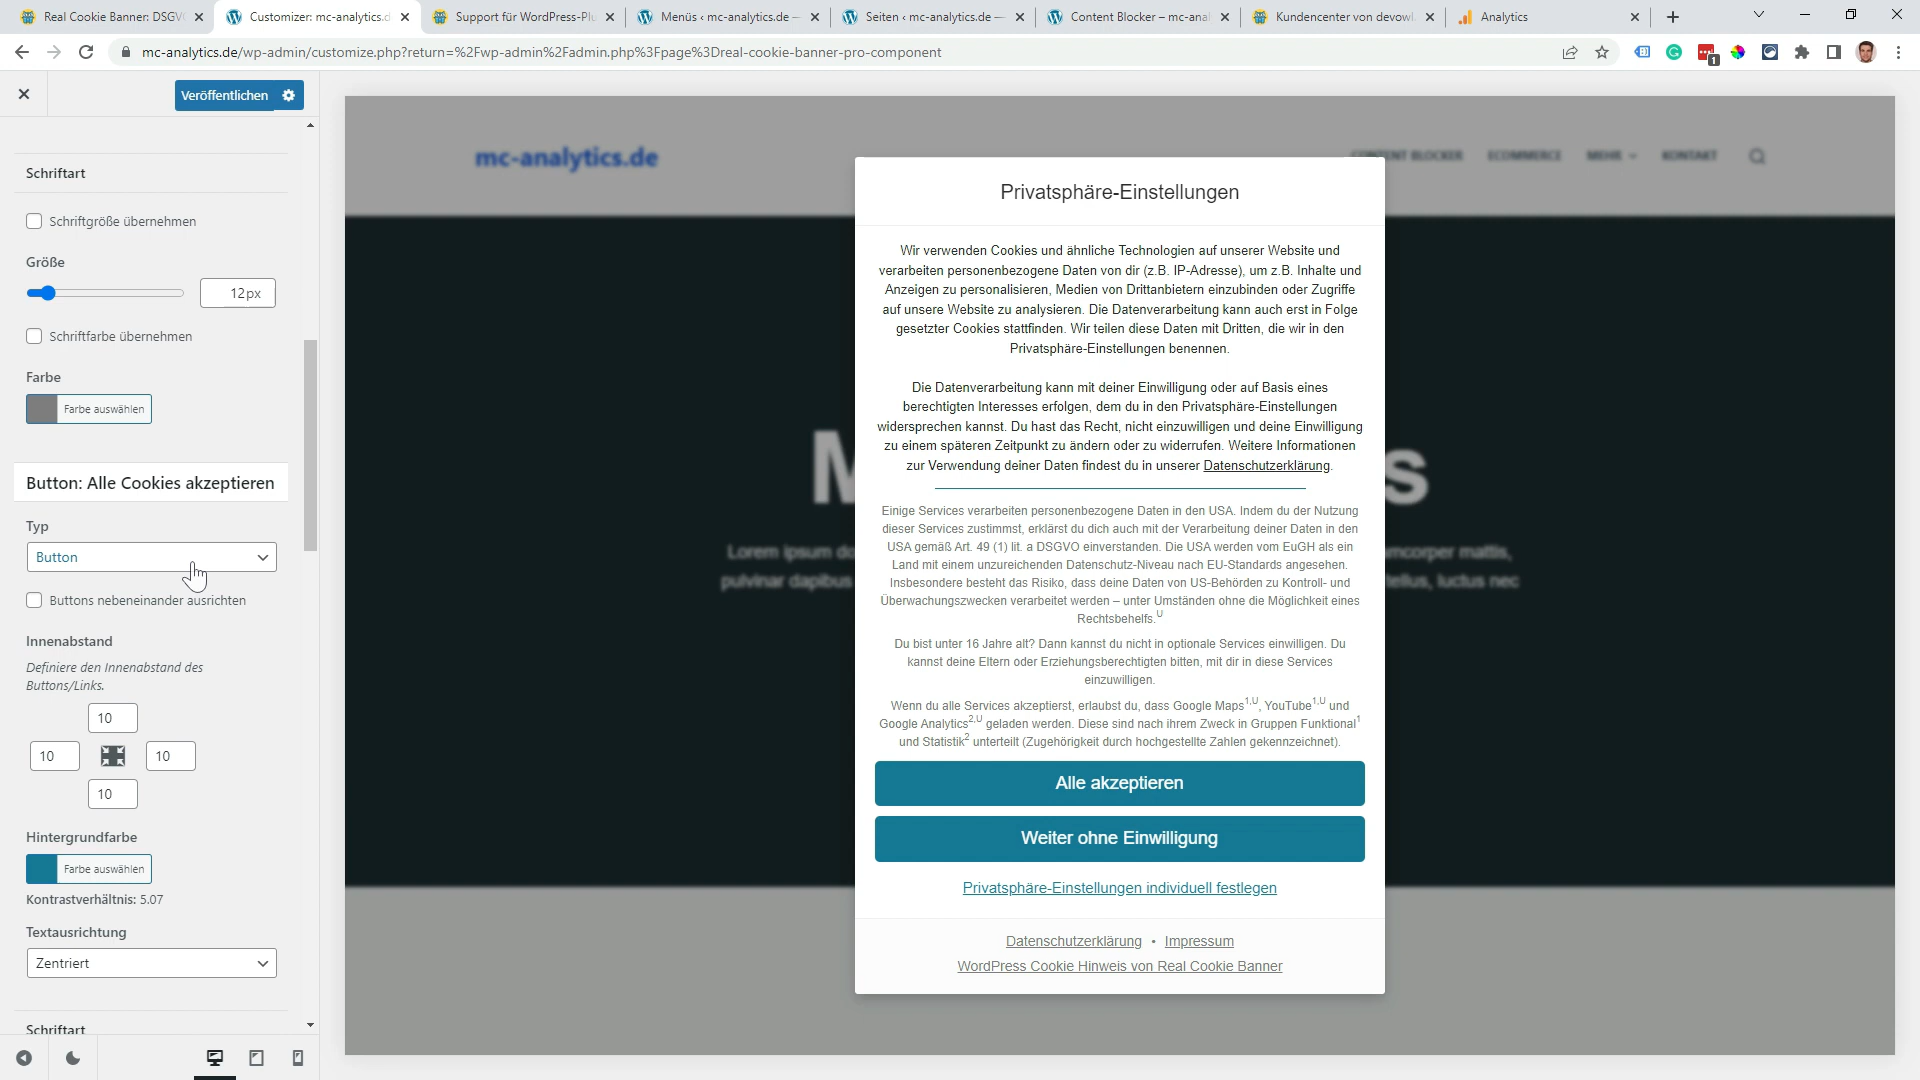 Real Cookie Banner: DSGV
Customizer: mc-analytics.d
Support für WordPress-Plu
Menüs ‹ mc-analytics.de —
Seiten ‹ mc-analytics.de —
Content Blocker – mc-anal
Kundencenter von devowl.
Analytics
mc-analytics.de/wp-admin/customize.php?return=%2Fwp-admin%2Fadmin.php%3Fpage%3Dreal-cookie-banner-pro-component
1
Veröffentlichen
Schriftart
Schriftgröße übernehmen
Größe
12px
Schriftfarbe übernehmen
Farbe
Farbe auswählen
Button: Alle Cookies akzeptieren
Typ
Button
Buttons nebeneinander ausrichten
Innenabstand
Definiere den Innenabstand des
Buttons/Links.
10
10
10
10
Hintergrundfarbe
Farbe auswählen
Kontrastverhältnis: 5.07
Textausrichtung
Zentriert
Schriftart
mc-analytics.de
CONTENT BLOCKER
ECOMMERCE
MEHR
KONTAKT
M
s
Lorem ipsum do
mcorper mattis,
pulvinar dapibus
tellus, luctus nec
Privatsphäre-Einstellungen
Wir verwenden Cookies und ähnliche Technologien auf unserer Website und
verarbeiten personenbezogene Daten von dir (z.B. IP-Adresse), um z.B. Inhalte und
Anzeigen zu personalisieren, Medien von Drittanbietern einzubinden oder Zugriffe
auf unsere Website zu analysieren. Die Datenverarbeitung kann auch erst in Folge
gesetzter Cookies stattfinden. Wir teilen diese Daten mit Dritten, die wir in den
Privatsphäre-Einstellungen benennen.
Die Datenverarbeitung kann mit deiner Einwilligung oder auf Basis eines
berechtigten Interesses erfolgen, dem du in den Privatsphäre-Einstellungen
widersprechen kannst. Du hast das Recht, nicht einzuwilligen und deine Einwilligung
zu einem späteren Zeitpunkt zu ändern oder zu widerrufen. Weitere Informationen
zur Verwendung deiner Daten findest du in unserer Datenschutzerklärung.
Einige Services verarbeiten personenbezogene Daten in den USA. Indem du der Nutzung
dieser Services zustimmst, erklärst du dich auch mit der Verarbeitung deiner Daten in den
USA gemäß Art. 49 (1) lit. a DSGVO einverstanden. Die USA werden vom EuGH als ein
Land mit einem unzureichenden Datenschutz-Niveau nach EU-Standards angesehen.
Insbesondere besteht das Risiko, dass deine Daten von US-Behörden zu Kontroll- und
Überwachungszwecken verarbeitet werden – unter Umständen ohne die Möglichkeit eines
Rechtsbehelfs.U
Du bist unter 16 Jahre alt? Dann kannst du nicht in optionale Services einwilligen. Du
kannst deine Eltern oder Erziehungsberechtigten bitten, mit dir in diese Services
einzuwilligen.
Wenn du alle Services akzeptierst, erlaubst du, dass Google Maps1,U, YouTube1,U und
Google Analytics2,U geladen werden. Diese sind nach ihrem Zweck in Gruppen Funktional1
und Statistik2 unterteilt (Zugehörigkeit durch hochgestellte Zahlen gekennzeichnet).
Alle akzeptieren
Weiter ohne Einwilligung
Privatsphäre-Einstellungen individuell festlegen
Datenschutzerklärung • Impressum
WordPress Cookie Hinweis von Real Cookie Banner